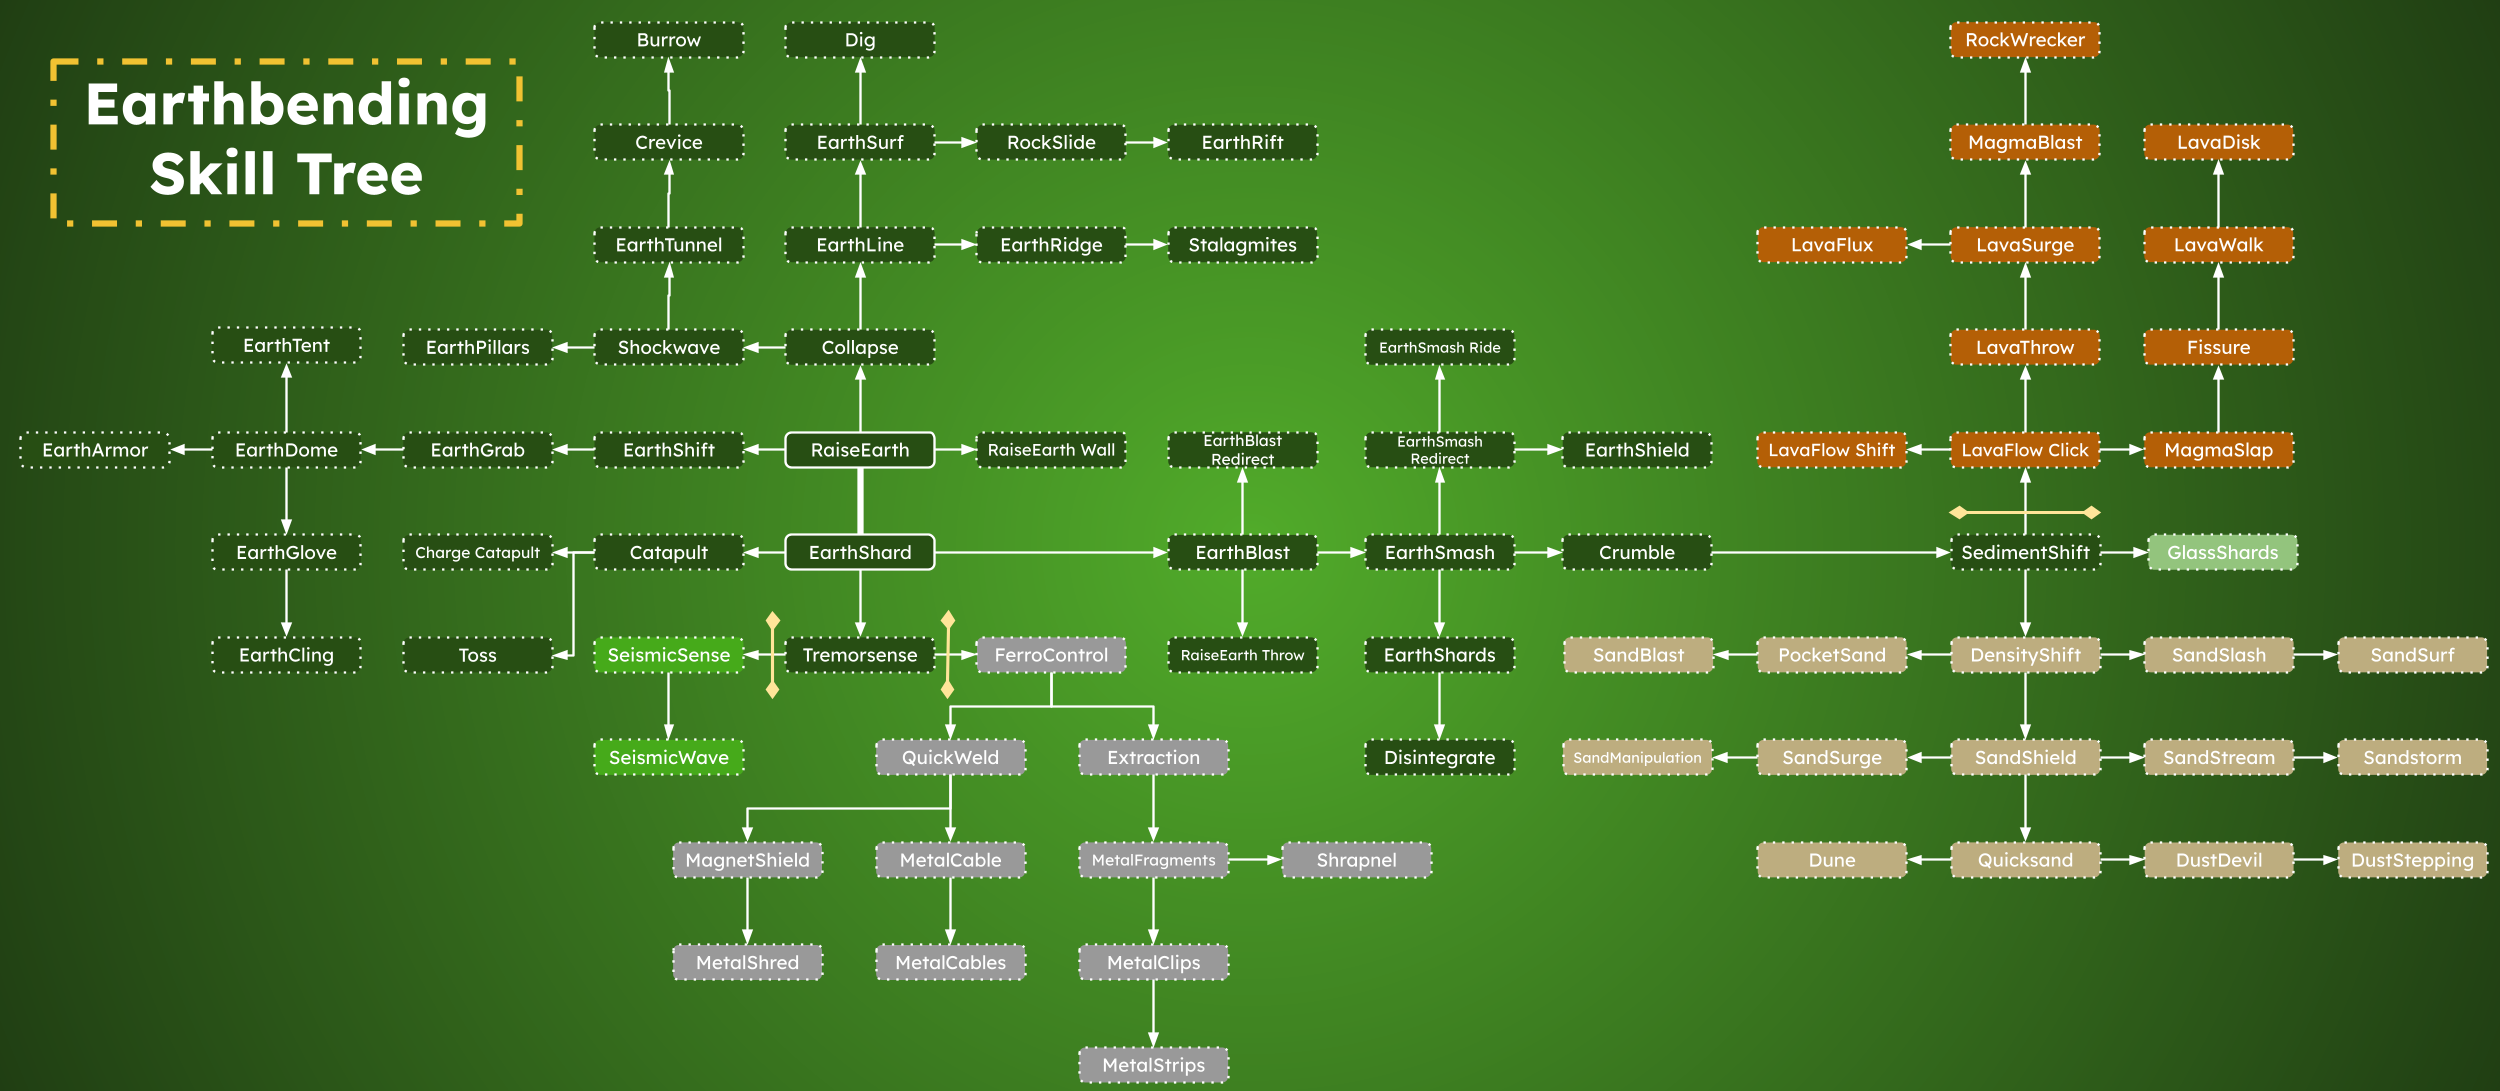 Earthbending
Skill Tree
Burrow
Dig
RockWrecker
Crevice
EarthSurf
RockSlide
EarthRift
MagmaBlast
LavaDisk
EarthTunnel
EarthLine
EarthRidge
Stalagmites
LavaFlux
LavaSurge
LavaWalk
EarthTent
EarthPillars
Shockwave
Collapse
EarthSmash Ride
LavaThrow
Fissure
EarthArmor
EarthDome
EarthGrab
EarthShift
RaiseEarth
RaiseEarth Wall
EarthBlast
Redirect
EarthSmash
Redirect
EarthShield
LavaFlow Shift
LavaFlow Click
MagmaSlap
EarthGlove
Charge Catapult
Catapult
EarthShard
EarthBlast
EarthSmash
Crumble
SedimentShift
GlassShards
EarthCling
Toss
SeismicSense
Tremorsense
FerroControl
RaiseEarth Throw
EarthShards
SandBlast
PocketSand
DensityShift
SandSlash
SandSurf
SeismicWave
QuickWeld
Extraction
Disintegrate
SandManipulation
SandSurge
SandShield
SandStream
Sandstorm
MagnetShield
MetalCable
MetalFragments
Shrapnel
Dune
Quicksand
DustDevil
DustStepping
MetalShred
MetalCables
MetalClips
MetalStrips